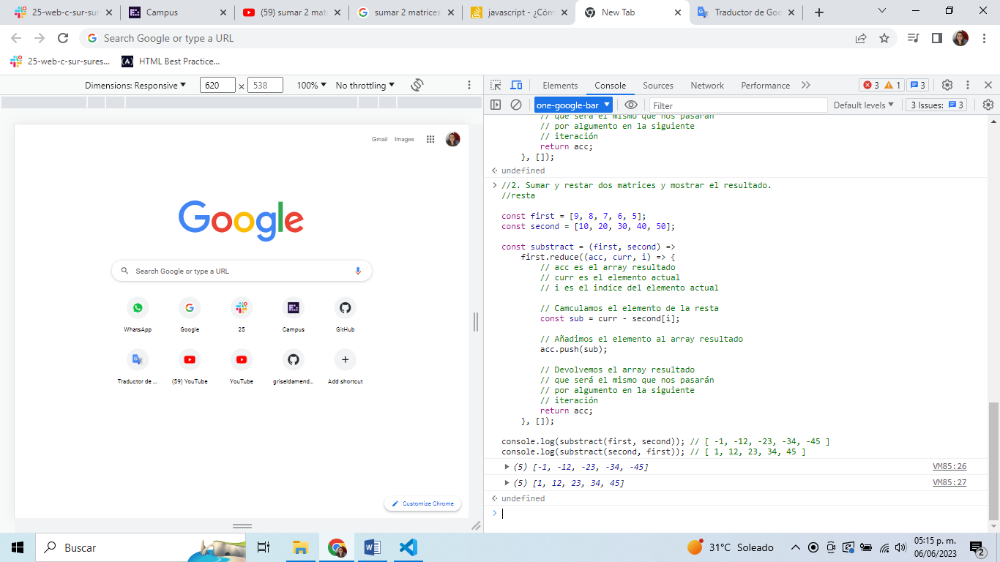 25-web-c-sur-sur
Campus
(59) sumar 2 mat
sumar 2 matrices
javascript - ¿Cóm
New Tab
Traductor de Goo
Search Google or type a URL
25-web-c-sur-sures...
HTML Best Practice...
Dimensions: Responsive
620 x 538
100%
No throttling
Elements
Console
Sources
Network
Performance
3
1
3
one-google-bar
Filter
Default levels
3 Issues:
3
Gmail
Images
Google
Search Google or type a URL
WhatsApp
Google
25
Campus
GitHub
Traductor de ...
(59) YouTube
YouTube
griseldamend...
Add shortcut
Customize Chrome
// que será el mismo que nos pasarán
// por algumento en la siguiente
// iteración
return acc;
}, []);
undefined
//2. Sumar y restar dos matrices y mostrar el resultado.
//resta
const first = [9, 8, 7, 6, 5];
const second = [10, 20, 30, 40, 50];
const substract = (first, second) =>
first.reduce((acc, curr, i) => {
// acc es el array resultado
// curr es el elemento actual
// i es el indice del elemento actual
// Camculamos el elemento de la resta
const sub = curr - second[i];
// Añadimos el elemento al array resultado
acc.push(sub);
// Devolvemos el array resultado
// que será el mismo que nos pasarán
// por algumento en la siguiente
// iteración
return acc;
}, []);
console.log(substract(first, second)); // [ -1, -12, -23, -34, -45 ]
console.log(substract(second, first)); // [ 1, 12, 23, 34, 45 ]
(5) [-1, -12, -23, -34, -45]
VM85:26
(5) [1, 12, 23, 34, 45]
VM85:27
undefined
Buscar
31°C Soleado
05:15 p. m.
06/06/2023
2